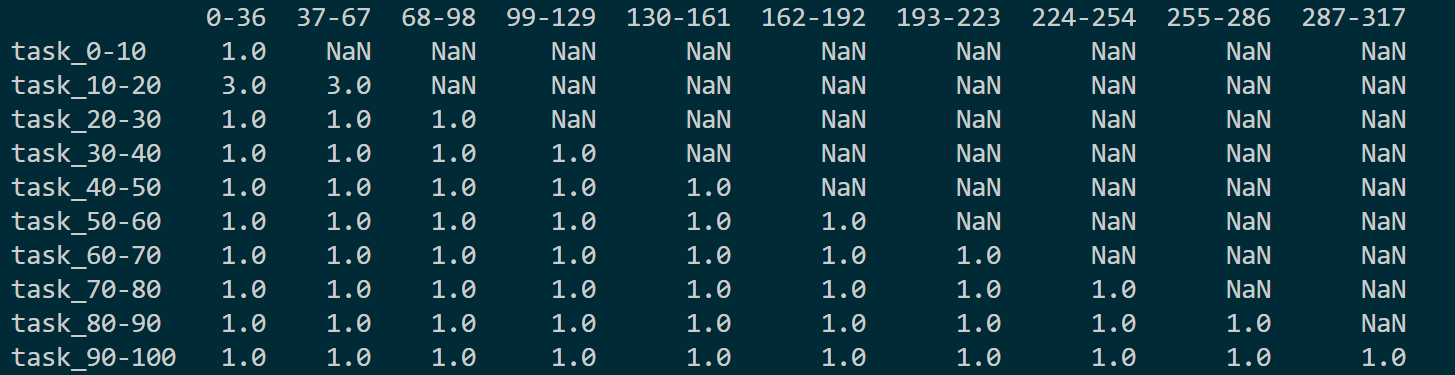 0-36 37-67 68-98 99-129 130-161 162-192 193-223 224-254 255-286 287-317
task_0-10 1.0 NaN NaN NaN NaN NaN NaN NaN NaN NaN
task_10-20 3.0 3.0 NaN NaN NaN NaN NaN NaN NaN NaN
task_20-30 1.0 1.0 1.0 NaN NaN NaN NaN NaN NaN NaN
task_30-40 1.0 1.0 1.0 1.0 NaN NaN NaN NaN NaN NaN
task_40-50 1.0 1.0 1.0 1.0 1.0 NaN NaN NaN NaN NaN
task_50-60 1.0 1.0 1.0 1.0 1.0 1.0 NaN NaN NaN NaN
task_60-70 1.0 1.0 1.0 1.0 1.0 1.0 1.0 NaN NaN NaN
task_70-80 1.0 1.0 1.0 1.0 1.0 1.0 1.0 1.0 NaN NaN
task_80-90 1.0 1.0 1.0 1.0 1.0 1.0 1.0 1.0 1.0 NaN
task_90-100 1.0 1.0 1.0 1.0 1.0 1.0 1.0 1.0 1.0 1.0